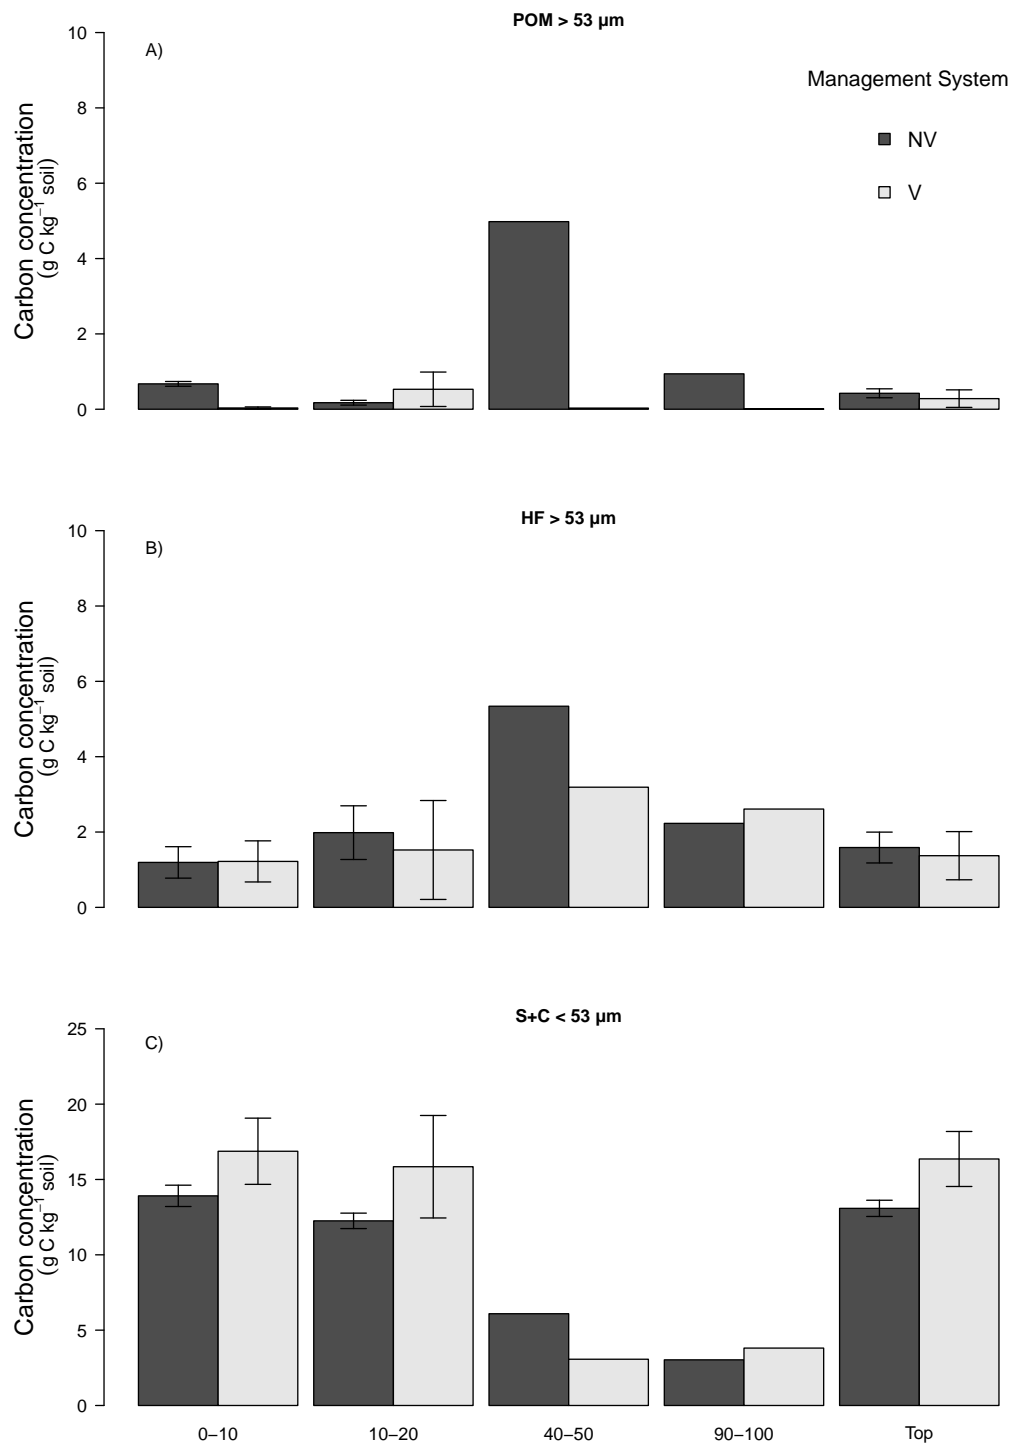 POM > 53 µm
A)
10
8
6
4
2
0
Carbon concentration
(g C kg⁻¹ soil)
Management System
NV
V
HF > 53 µm
B)
10
8
6
4
2
0
Carbon concentration
(g C kg⁻¹ soil)
S+C < 53 µm
C)
25
20
15
10
5
0
Carbon concentration
(g C kg⁻¹ soil)
0–10 10–20 40–50 90–100 Top